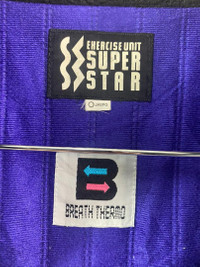 EXERCISE UNIT
SUPER
STAR
O
B
BREATH THERMO